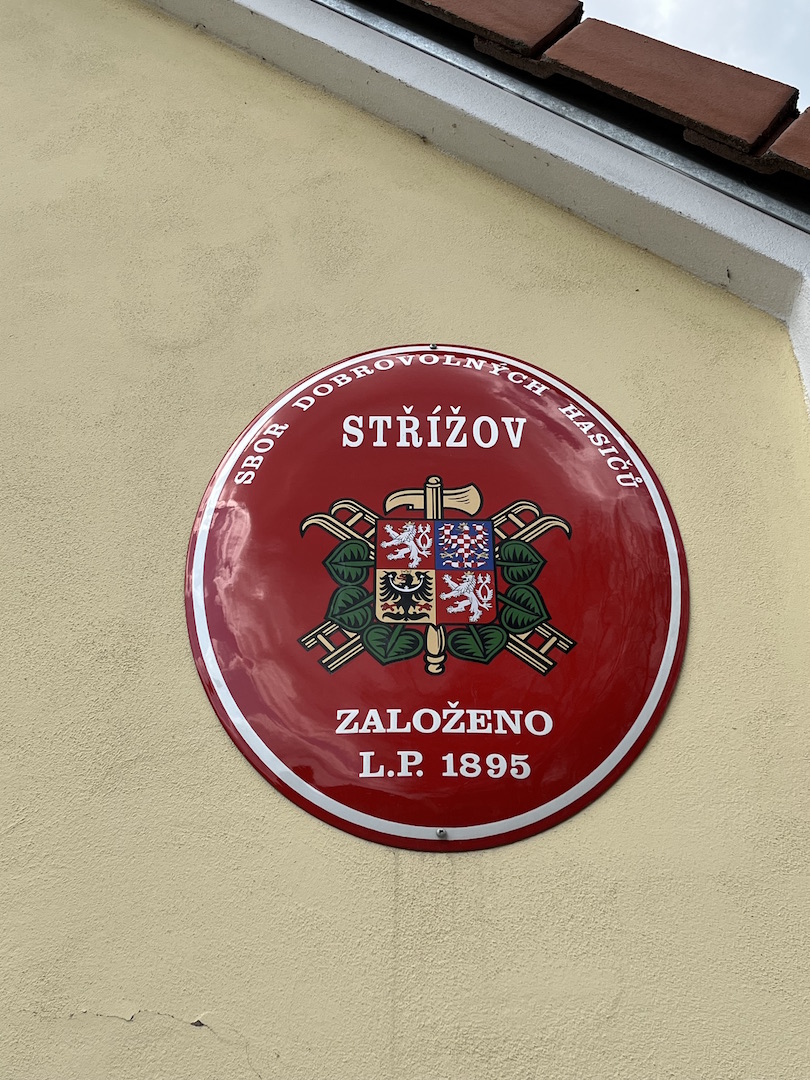 SBOR DOBROVOLNÝCH HASIČŮ
STŘÍŽOV
ZALOŽENO
L.P. 1895